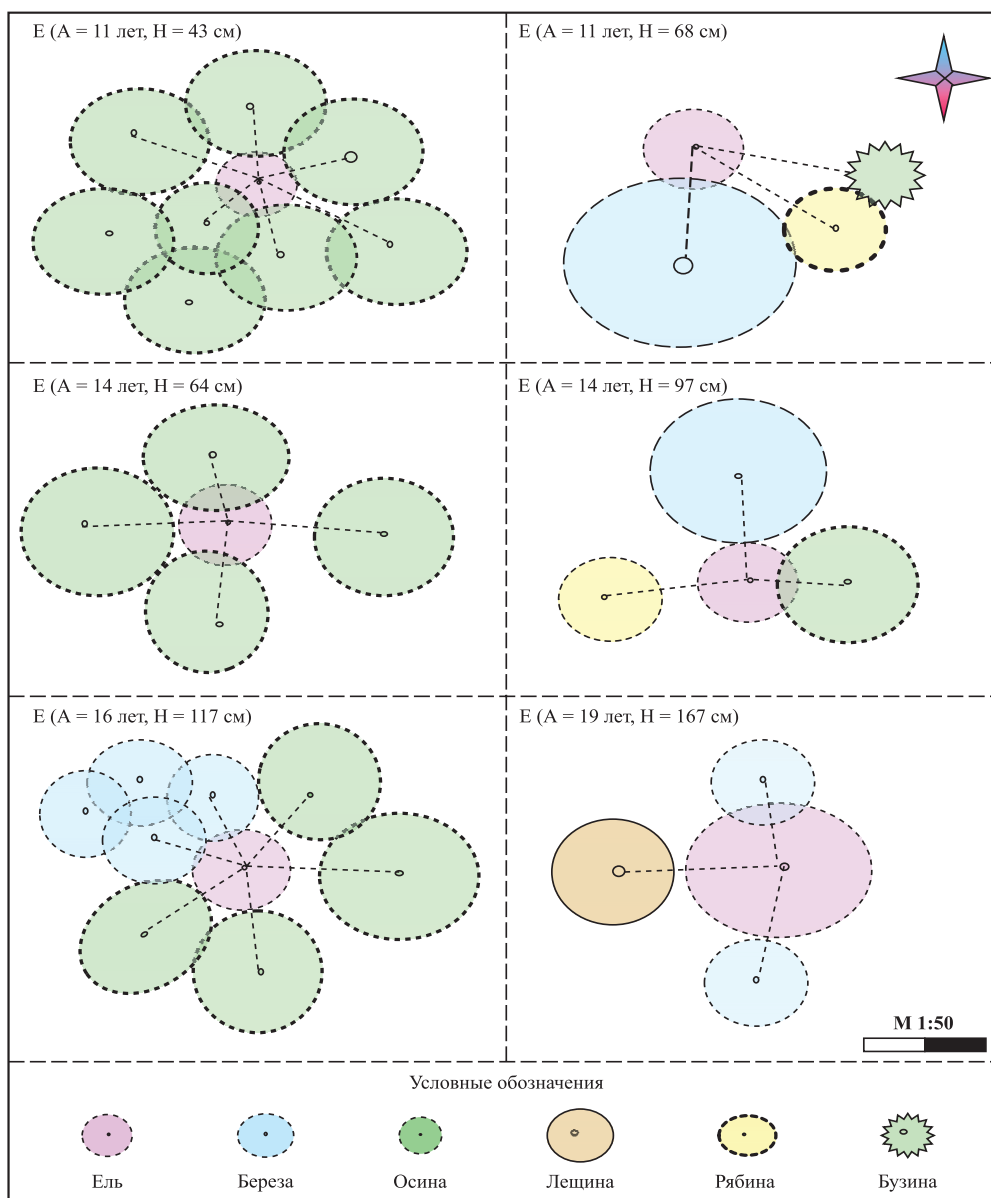 Е (А = 11 лет, Н = 43 см)
Е (А = 11 лет, Н = 68 см)
Е (А = 14 лет, Н = 64 см)
Е (А = 14 лет, Н = 97 см)
Е (А = 16 лет, Н = 117 см)
Е (А = 19 лет, Н = 167 см)
М 1:50
Условные обозначения
Ель
Береза
Осина
Лещина
Рябина
Бузина